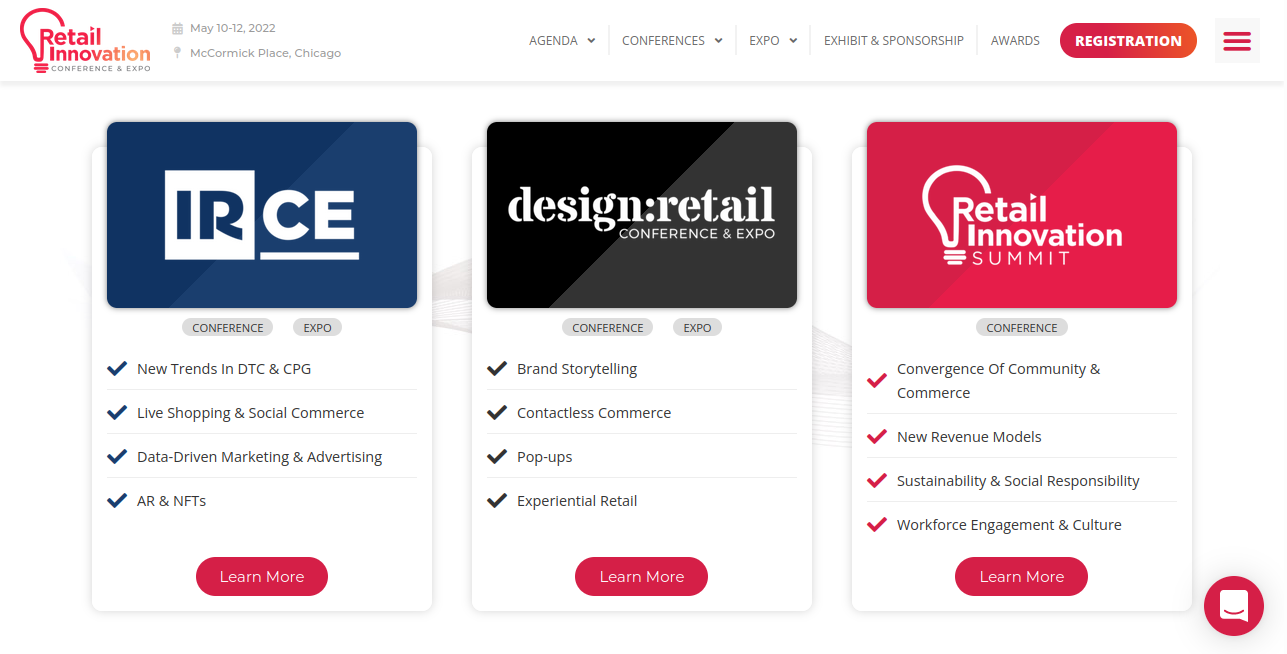 Retail
Innovation
CONFERENCE & EXPO
May 10-12, 2022
McCormick Place, Chicago
AGENDA
CONFERENCES
EXPO
EXHIBIT & SPONSORSHIP
AWARDS
REGISTRATION
IRCE
CONFERENCE
EXPO
New Trends In DTC & CPG
Live Shopping & Social Commerce
Data-Driven Marketing & Advertising
AR & NFTs
Learn More
design:retail
CONFERENCE & EXPO
CONFERENCE
EXPO
Brand Storytelling
Contactless Commerce
Pop-ups
Experiential Retail
Learn More
Retail
Innovation
SUMMIT
CONFERENCE
Convergence Of Community &
Commerce
New Revenue Models
Sustainability & Social Responsibility
Workforce Engagement & Culture
Learn More